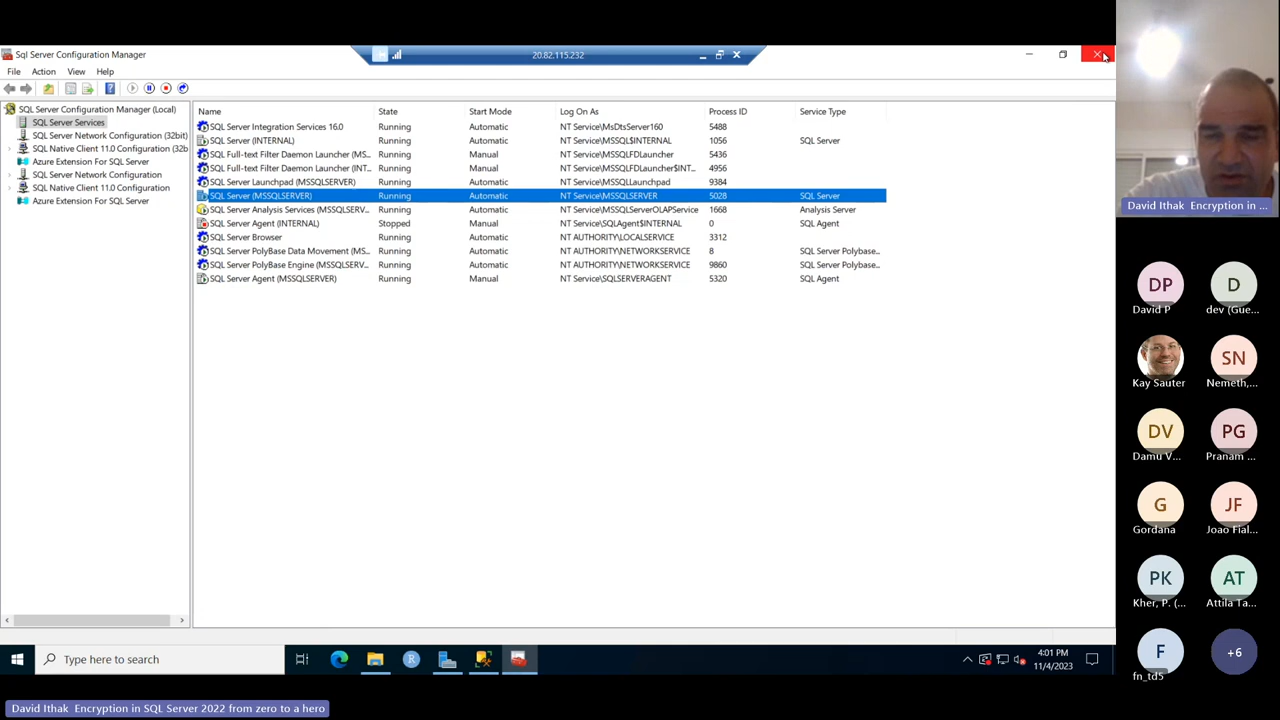 Sql Server Configuration Manager
20.82.115.232
File Action View Help
SQL Server Configuration Manager (Local)
SQL Server Services
SQL Server Network Configuration (32bit)
SQL Native Client 11.0 Configuration (32b
Azure Extension For SQL Server
SQL Server Network Configuration
SQL Native Client 11.0 Configuration
Azure Extension For SQL Server
Name State Start Mode Log On As Process ID Service Type
SQL Server Integration Services 16.0 Running Automatic NT Service\MsDtsServer160 5488
SQL Server (INTERNAL) Running Automatic NT Service\MSSQL$INTERNAL 1056 SQL Server
SQL Full-text Filter Daemon Launcher (MS... Running Manual NT Service\MSSQLFDLauncher 5436
SQL Full-text Filter Daemon Launcher (INT... Running Manual NT Service\MSSQLFDLauncher$INT... 4956
SQL Server Launchpad (MSSQLSERVER) Running Automatic NT Service\MSSQLLaunchpad 9384
SQL Server (MSSQLSERVER) Running Automatic NT Service\MSSQLSERVER 5028 SQL Server
SQL Server Analysis Services (MSSQLSERV... Running Automatic NT Service\MSSQLServerOLAPService 1668 Analysis Server
SQL Server Agent (INTERNAL) Stopped Manual NT Service\SQLAgent$INTERNAL 0 SQL Agent
SQL Server Browser Running Automatic NT AUTHORITY\LOCALSERVICE 3312
SQL Server PolyBase Data Movement (MS... Running Automatic NT AUTHORITY\NETWORKSERVICE 8 SQL Server Polybase...
SQL Server PolyBase Engine (MSSQLSERV... Running Automatic NT AUTHORITY\NETWORKSERVICE 9860 SQL Server Polybase...
SQL Server Agent (MSSQLSERVER) Running Manual NT Service\SQLSERVERAGENT 5320 SQL Agent
Type here to search
R
4:01 PM
11/4/2023
David Ithak Encryption in ...
DP D
David P dev (Gue...
SN
Kay Sauter Nemeth,...
DV PG
Damu V... Pranam ...
G JF
Gordana Joao Fial...
PK AT
Kher, P. (... Attila Ta...
F +6
fn_td5
David Ithak Encryption in SQL Server 2022 from zero to a hero